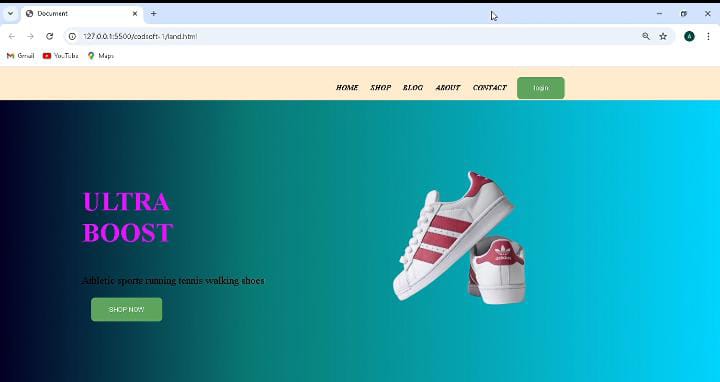 Document
127.0.0.1:5500/codsoft-1/land.html
A
Gmail
YouTube
Maps
HOME SHOP BLOG ABOUT CONTACT login
ULTRA
BOOST
Athletic sports running tennis walking shoes
SHOP NOW
adidas